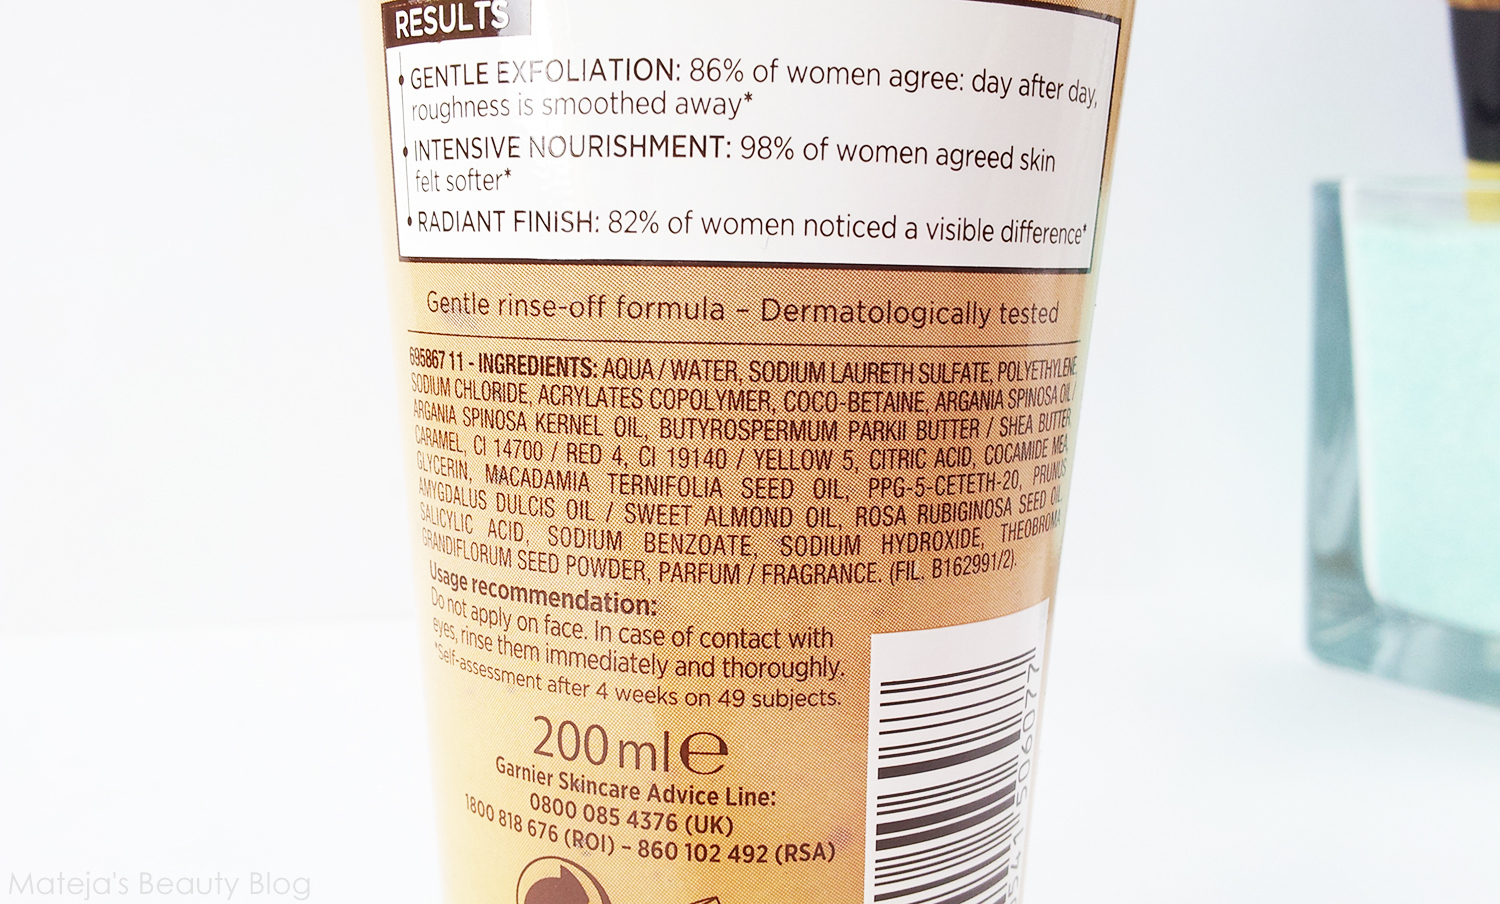 RESULTS
• GENTLE EXFOLIATION: 86% of women agree: day after day,
roughness is smoothed away*
• INTENSIVE NOURISHMENT: 98% of women agreed skin
felt softer*
• RADIANT FINISH: 82% of women noticed a visible difference*
Gentle rinse-off formula – Dermatologically tested
695867 11 - INGREDIENTS: AQUA / WATER, SODIUM LAURETH SULFATE, POLYETHYLENE,
SODIUM CHLORIDE, ACRYLATES COPOLYMER, COCO-BETAINE, ARGANIA SPINOSA OIL /
ARGANIA SPINOSA KERNEL OIL, BUTYROSPERMUM PARKII BUTTER / SHEA BUTTER,
CARAMEL, CI 14700 / RED 4, CI 19140 / YELLOW 5, CITRIC ACID, COCAMIDE MEA,
GLYCERIN, MACADAMIA TERNIFOLIA SEED OIL, PPG-5-CETETH-20, PRUNUS
AMYGDALUS DULCIS OIL / SWEET ALMOND OIL, ROSA RUBIGINOSA SEED OIL,
SALICYLIC ACID, SODIUM BENZOATE, SODIUM HYDROXIDE, THEOBROMA
GRANDIFLORUM SEED POWDER, PARFUM / FRAGRANCE. (FIL. B162991/2).
Usage recommendation:
Do not apply on face. In case of contact with
eyes, rinse them immediately and thoroughly.
*Self-assessment after 4 weeks on 49 subjects.
200 ml e
Garnier Skincare Advice Line:
0800 085 4376 (UK)
1800 818 676 (ROI) – 860 102 492 (RSA)
506077
Mateja's Beauty Blog